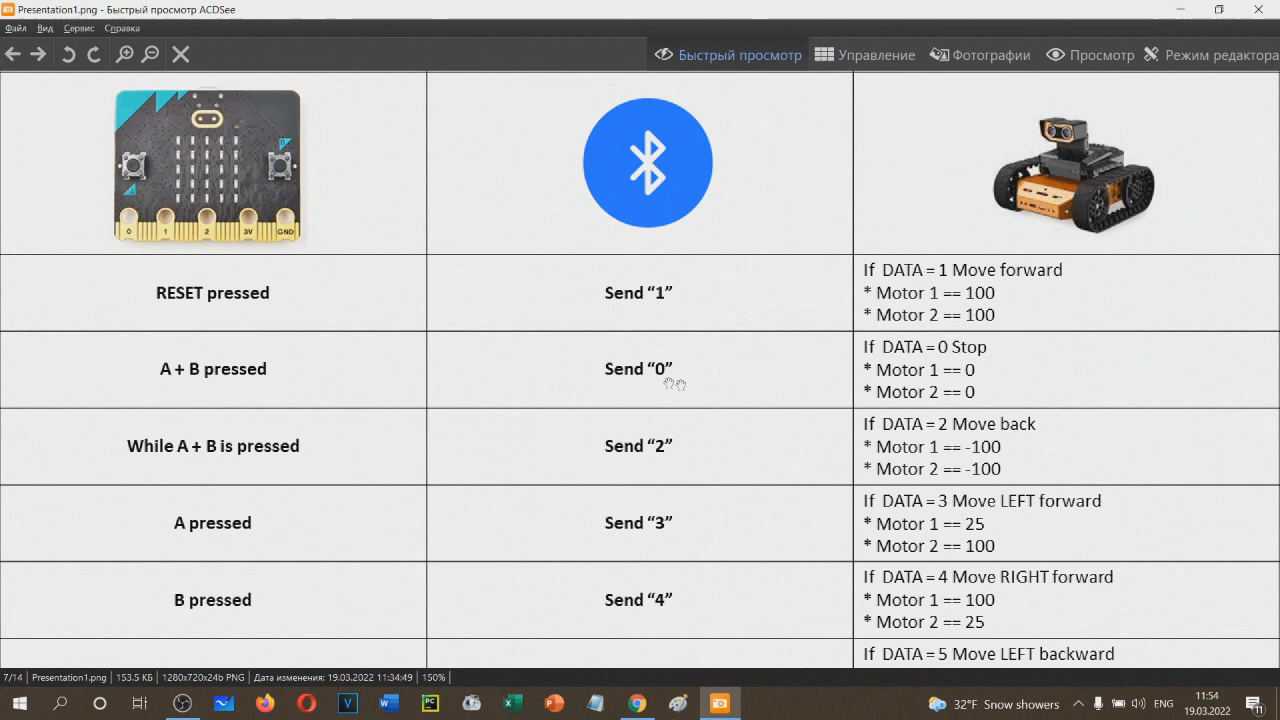 Presentation1.png - Быстрый просмотр ACDSee
Файл Вид Сервис Справка
Быстрый просмотр Управление Фотографии Просмотр Режим редактора
A B
0 1 2 3V GND
RESET pressed
Send “1”
If DATA = 1 Move forward
* Motor 1 == 100
* Motor 2 == 100
A + B pressed
Send “0”
If DATA = 0 Stop
* Motor 1 == 0
* Motor 2 == 0
While A + B is pressed
Send “2”
If DATA = 2 Move back
* Motor 1 == -100
* Motor 2 == -100
A pressed
Send “3”
If DATA = 3 Move LEFT forward
* Motor 1 == 25
* Motor 2 == 100
B pressed
Send “4”
If DATA = 4 Move RIGHT forward
* Motor 1 == 100
* Motor 2 == 25
If DATA = 5 Move LEFT backward
7/14 Presentation1.png 153.5 КБ 1280x720x24b PNG Дата изменения: 19.03.2022 11:34:49 150%
V W PC X P 32°F Snow showers ENG 11:54
19.03.2022 11